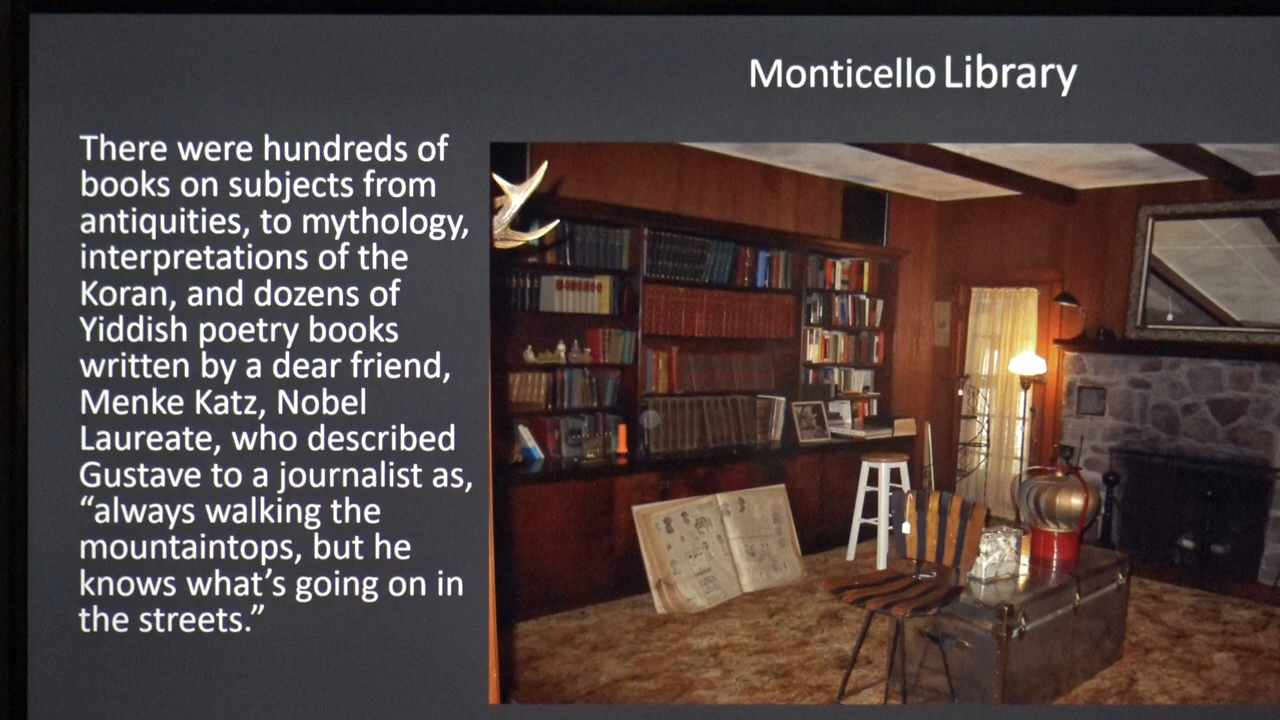 Monticello Library
There were hundreds of
books on subjects from
antiquities, to mythology,
interpretations of the
Koran, and dozens of
Yiddish poetry books
written by a dear friend,
Menke Katz, Nobel
Laureate, who described
Gustave to a journalist as,
“always walking the
mountaintops, but he
knows what’s going on in
the streets.”